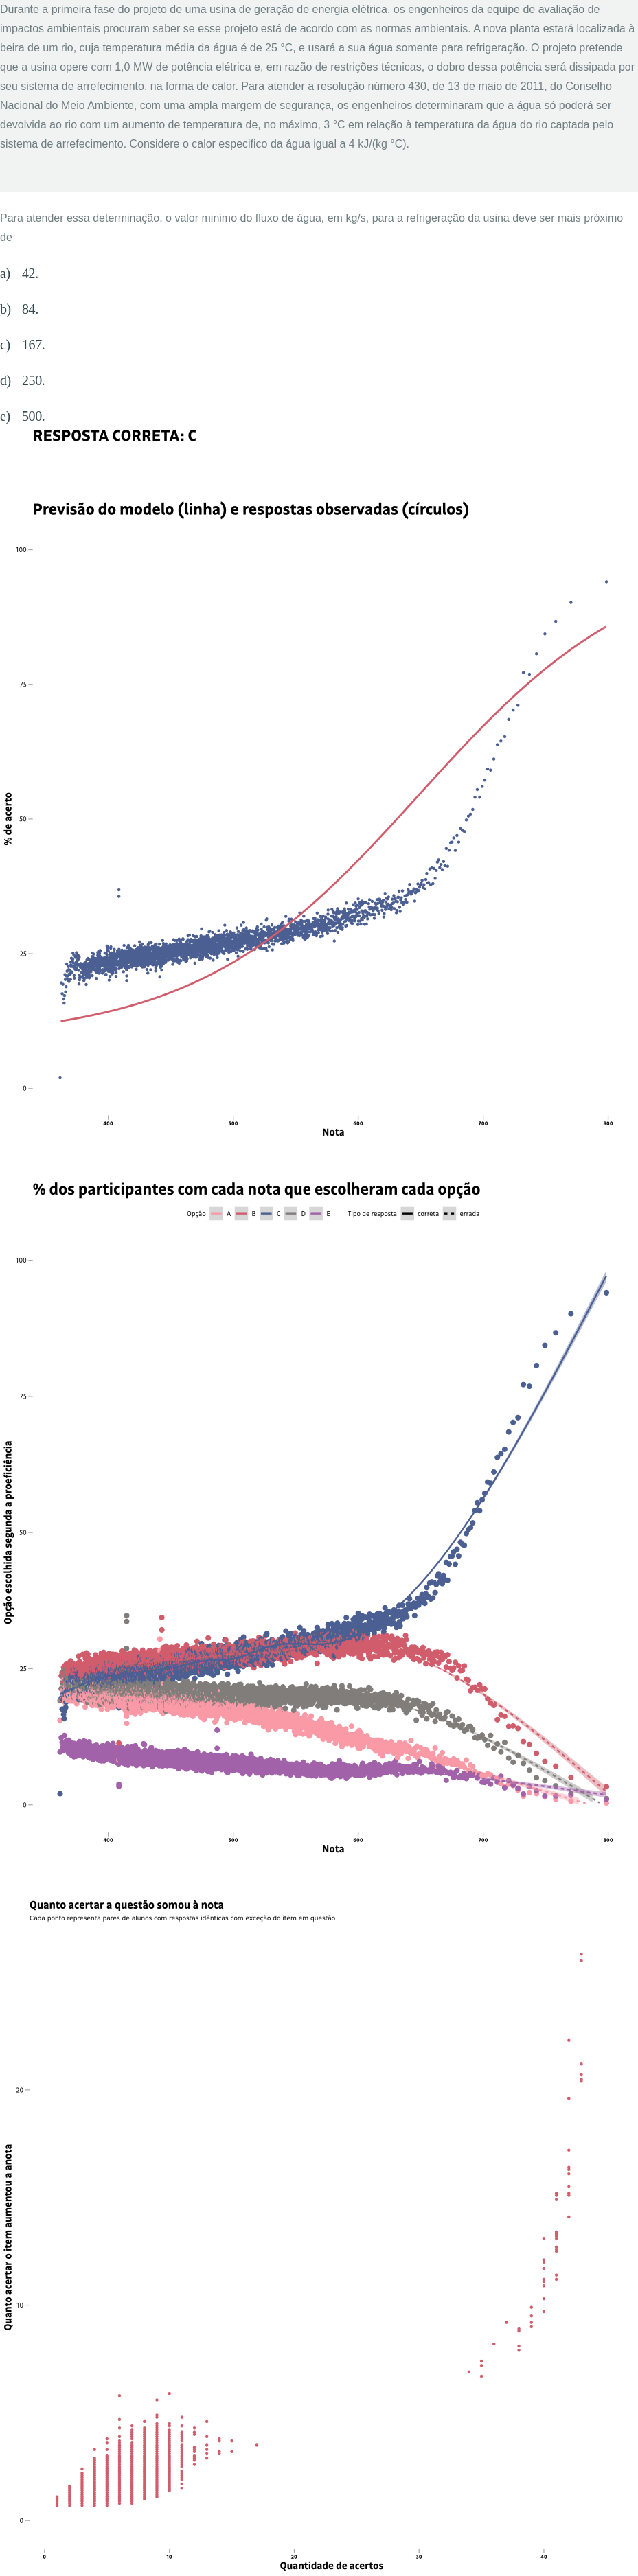 Durante a primeira fase do projeto de uma usina de geração de energia elétrica, os engenheiros da equipe de avaliação de
impactos ambientais procuram saber se esse projeto está de acordo com as normas ambientais. A nova planta estará localizada à
beira de um rio, cuja temperatura média da água é de 25 °C, e usará a sua água somente para refrigeração. O projeto pretende
que a usina opere com 1,0 MW de potência elétrica e, em razão de restrições técnicas, o dobro dessa potência será dissipada por
seu sistema de arrefecimento, na forma de calor. Para atender a resolução número 430, de 13 de maio de 2011, do Conselho
Nacional do Meio Ambiente, com uma ampla margem de segurança, os engenheiros determinaram que a água só poderá ser
devolvida ao rio com um aumento de temperatura de, no máximo, 3 °C em relação à temperatura da água do rio captada pelo
sistema de arrefecimento. Considere o calor especifico da água igual a 4 kJ/(kg °C).
Para atender essa determinação, o valor minimo do fluxo de água, em kg/s, para a refrigeração da usina deve ser mais próximo
de
a) 42.
b) 84.
c) 167.
d) 250.
e) 500.
RESPOSTA CORRETA: C
Previsão do modelo (linha) e respostas observadas (círculos)
100
75
50
25
0
% de acerto
400 500 600 700 800
Nota
% dos participantes com cada nota que escolheram cada opção
Opção A B C D E Tipo de resposta correta errada
100
75
50
25
0
Opção escolhida segunda a proeficiência
400 500 600 700 800
Nota
Quanto acertar a questão somou à nota
Cada ponto representa pares de alunos com respostas idênticas com exceção do item em questão
20
10
0
Quanto acertar o item aumentou a anota
0 10 20 30 40
Quantidade de acertos